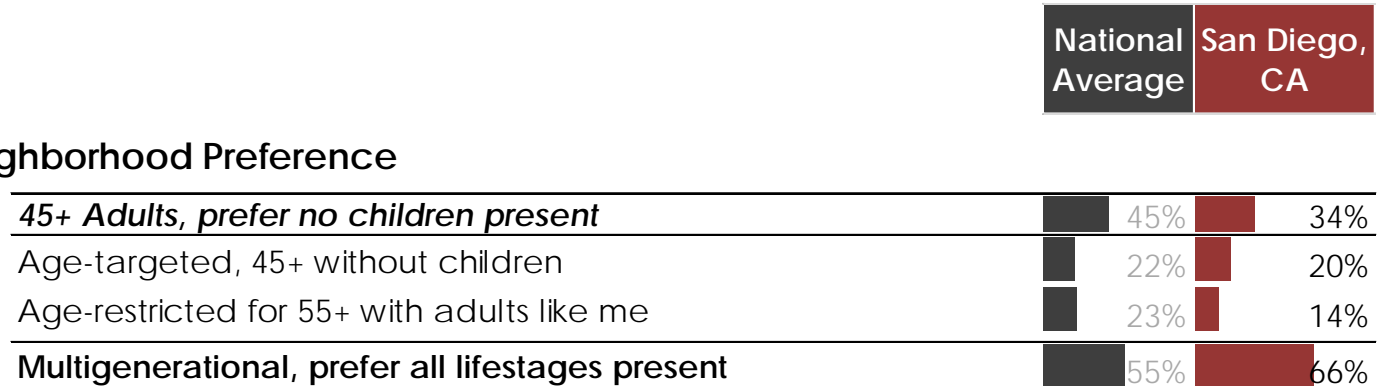 National San Diego,
Average CA
ghborhood Preference
45+ Adults, prefer no children present 45% 34%
Age-targeted, 45+ without children 22% 20%
Age-restricted for 55+ with adults like me 23% 14%
Multigenerational, prefer all lifestages present 55% 66%